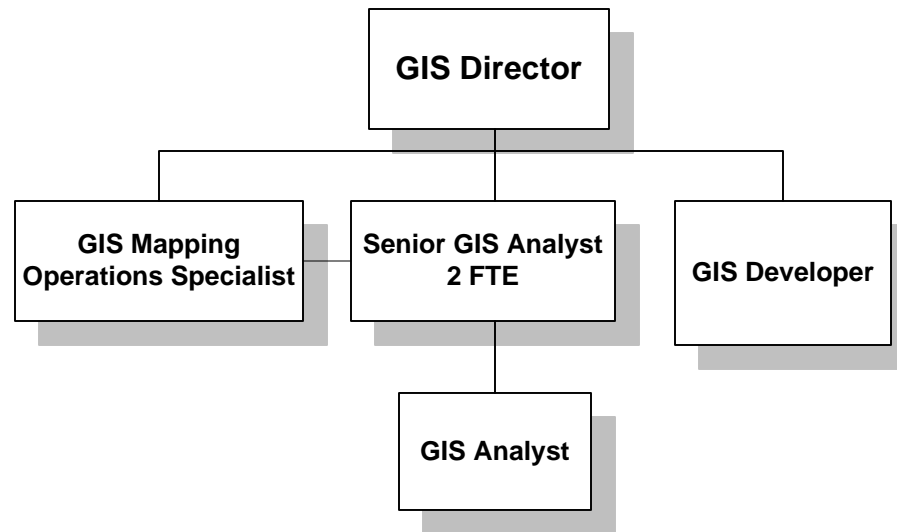 GIS Director
GIS Mapping
Operations Specialist
Senior GIS Analyst
2 FTE
GIS Developer
GIS Analyst